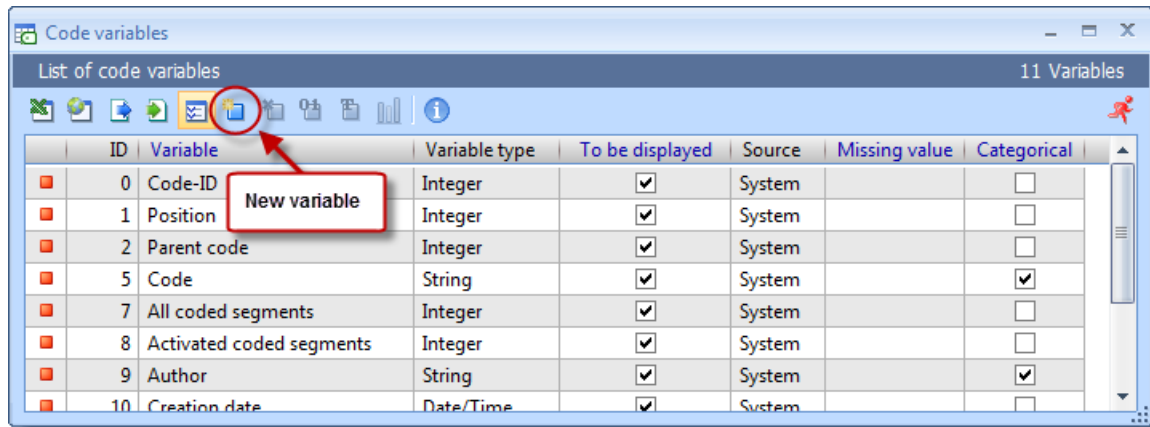 Code variables
List of code variables 11 Variables
ID Variable Variable type To be displayed Source Missing value Categorical
0 Code-ID Integer System
New variable
1 Position Integer System
2 Parent code Integer System
5 Code String System
7 All coded segments Integer System
8 Activated coded segments Integer System
9 Author String System
10 Creation date Date/Time System